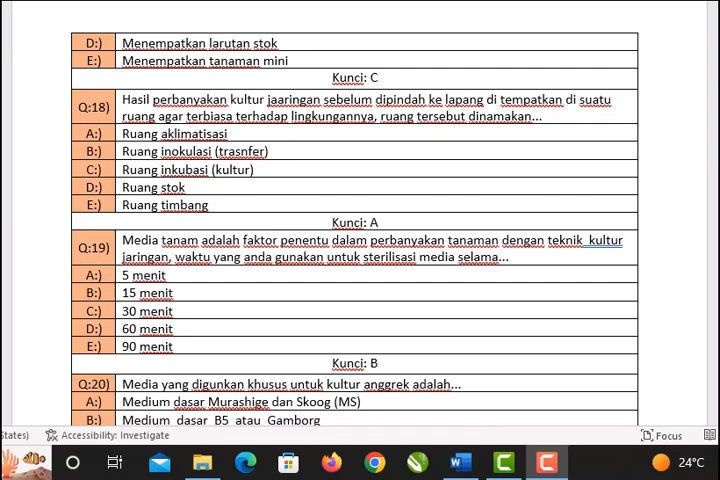 D:) Menempatkan larutan stok
E:) Menempatkan tanaman mini
Kunci: C
Q:18) Hasil perbanyakan kultur jaaringan sebelum dipindah ke lapang di tempatkan di suatu
ruang agar terbiasa terhadap lingkungannya, ruang tersebut dinamakan...
A:) Ruang aklimatisasi
B:) Ruang inokulasi (trasnfer)
C:) Ruang inkubasi (kultur)
D:) Ruang stok
E:) Ruang timbang
Kunci: A
Q:19) Media tanam adalah faktor penentu dalam perbanyakan tanaman dengan teknik kultur
jaringan, waktu yang anda gunakan untuk sterilisasi media selama...
A:) 5 menit
B:) 15 menit
C:) 30 menit
D:) 60 menit
E:) 90 menit
Kunci: B
Q:20) Media yang digunkan khusus untuk kultur anggrek adalah...
A:) Medium dasar Murashige dan Skoog (MS)
B:) Medium dasar B5 atau Gamborg
States) Accessibility: Investigate Focus
24°C